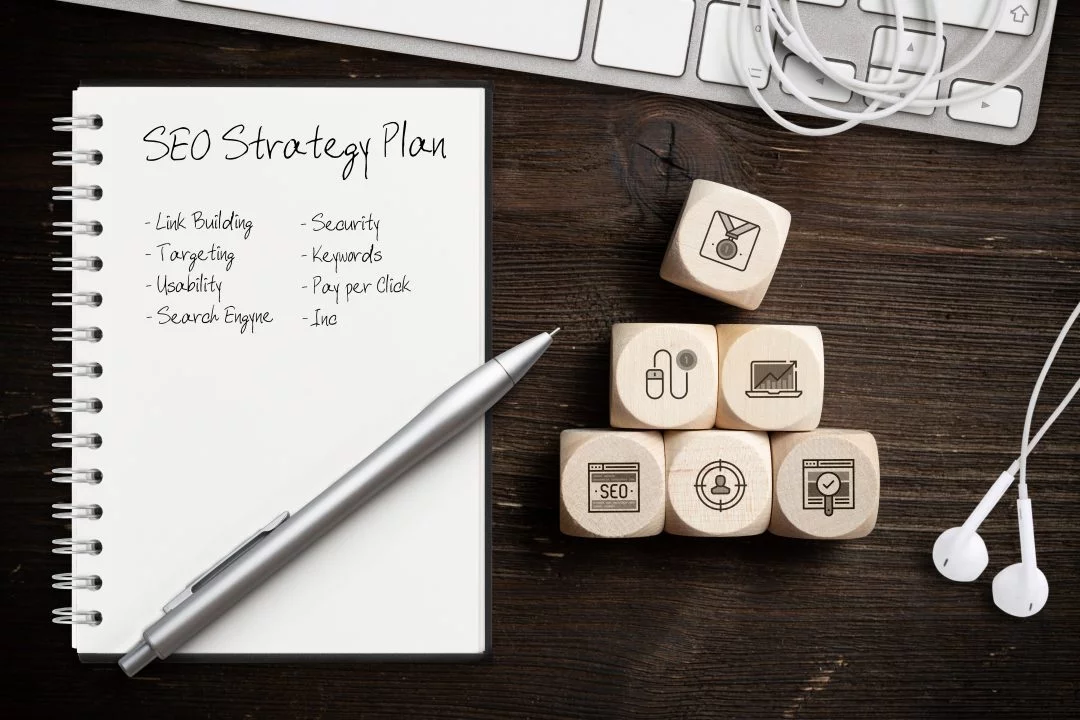 SEO Strategy Plan
- Link Building
- Targeting
- Usability
- Search Engyne
- Security
- Keywords
- Pay per Click
- Inc
SEO